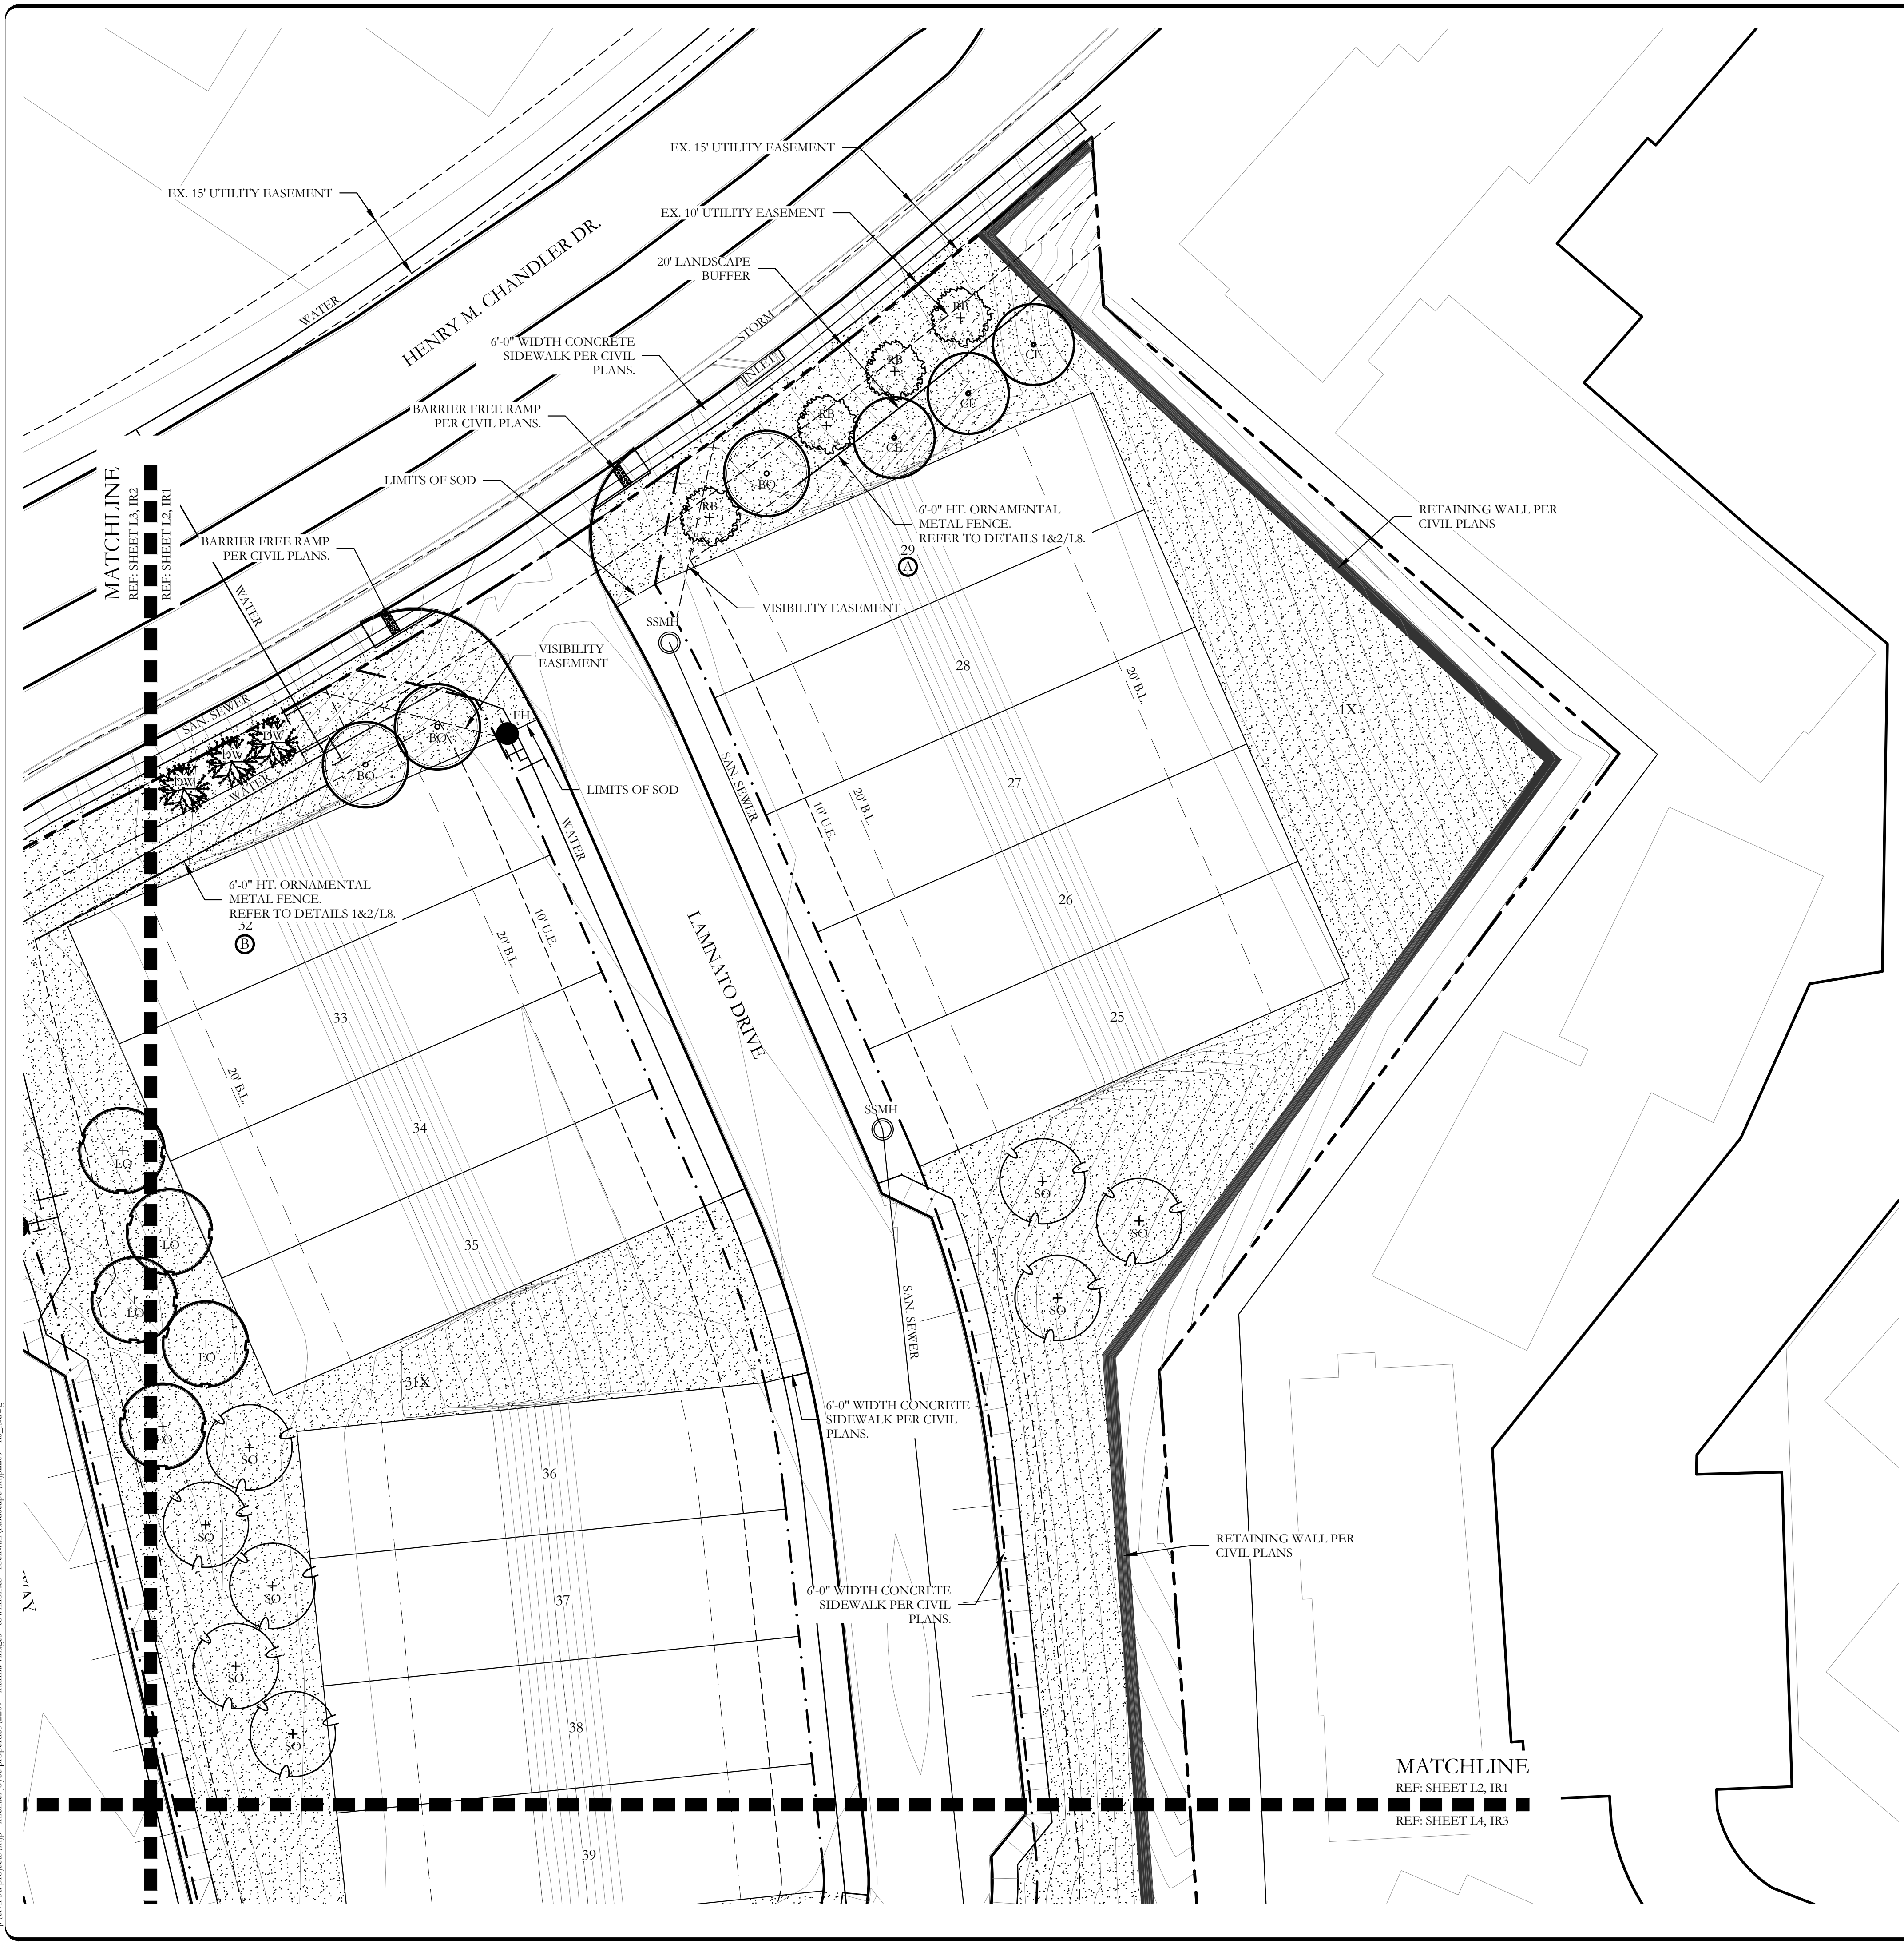 EX. 15' UTILITY EASEMENT
EX. 15' UTILITY EASEMENT
EX. 10' UTILITY EASEMENT
20' LANDSCAPE
BUFFER
HENRY M. CHANDLER DR.
WATER
STORM
INLET
6'-0" WIDTH CONCRETE
SIDEWALK PER CIVIL
PLANS.
BARRIER FREE RAMP
PER CIVIL PLANS.
LIMITS OF SOD
RB
CE
RB
CE
RB
CE
BO
RB
MATCHLINE
REF: SHEET L3, IR2
REF: SHEET L2, IR1
BARRIER FREE RAMP
PER CIVIL PLANS.
WATER
6'-0" HT. ORNAMENTAL
METAL FENCE.
REFER TO DETAILS 1&2/L8.
29
A
RETAINING WALL PER
CIVIL PLANS
VISIBILITY EASEMENT
SSMH
VISIBILITY
EASEMENT
28
20' B.L.
1X
SAN. SEWER
FH
DW
DW
DW
BO
BO
WATER
LIMITS OF SOD
SAN. SEWER
27
10' U.E.
20' B.L.
WATER
6'-0" HT. ORNAMENTAL
METAL FENCE.
REFER TO DETAILS 1&2/L8.
32
B
26
20' B.L.
10' U.E.
LAMNATO DRIVE
33
25
20' B.L.
34
SSMH
LO
LO
LO
LO
LO
SO
SO
SO
35
SAN. SEWER
31X
6'-0" WIDTH CONCRETE
SIDEWALK PER CIVIL
PLANS.
SO
SO
SO
SO
SO
36
37
RETAINING WALL PER
CIVIL PLANS
6'-0" WIDTH CONCRETE
SIDEWALK PER CIVIL
PLANS.
WAY
38
MATCHLINE
REF: SHEET L2, IR1
REF: SHEET L4, IR3
39